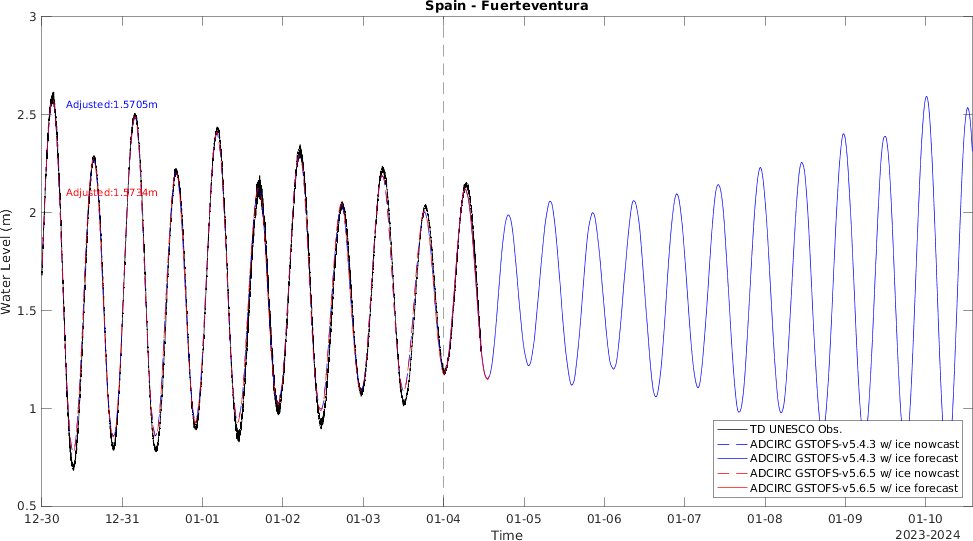 Spain - Fuerteventura
3
2.5
2
1.5
1
0.5
Water Level (m)
Adjusted:1.5705m
Adjusted:1.5734m
TD UNESCO Obs.
ADCIRC GSTOFS-v5.4.3 w/ ice nowcast
ADCIRC GSTOFS-v5.4.3 w/ ice forecast
ADCIRC GSTOFS-v5.6.5 w/ ice nowcast
ADCIRC GSTOFS-v5.6.5 w/ ice forecast
12-30 12-31 01-01 01-02 01-03 01-04 01-05 01-06 01-07 01-08 01-09 01-10
Time
2023-2024